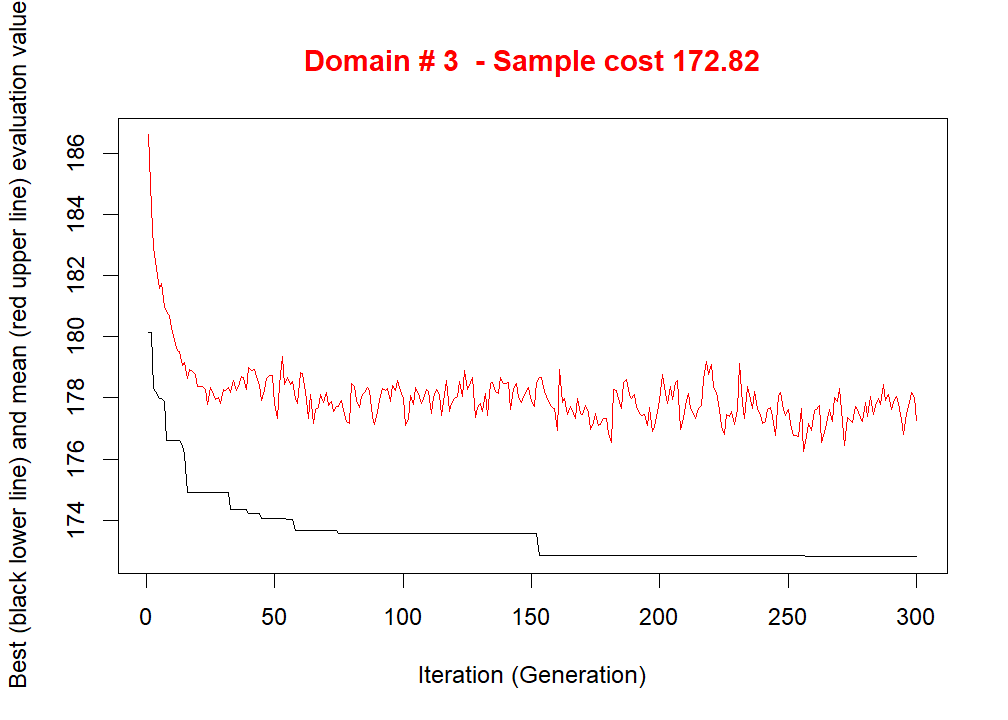 Domain # 3  - Sample cost 172.82
Best (black lower line) and mean (red upper line) evaluation value
186
184
182
180
178
176
174
0 50 100 150 200 250 300
Iteration (Generation)